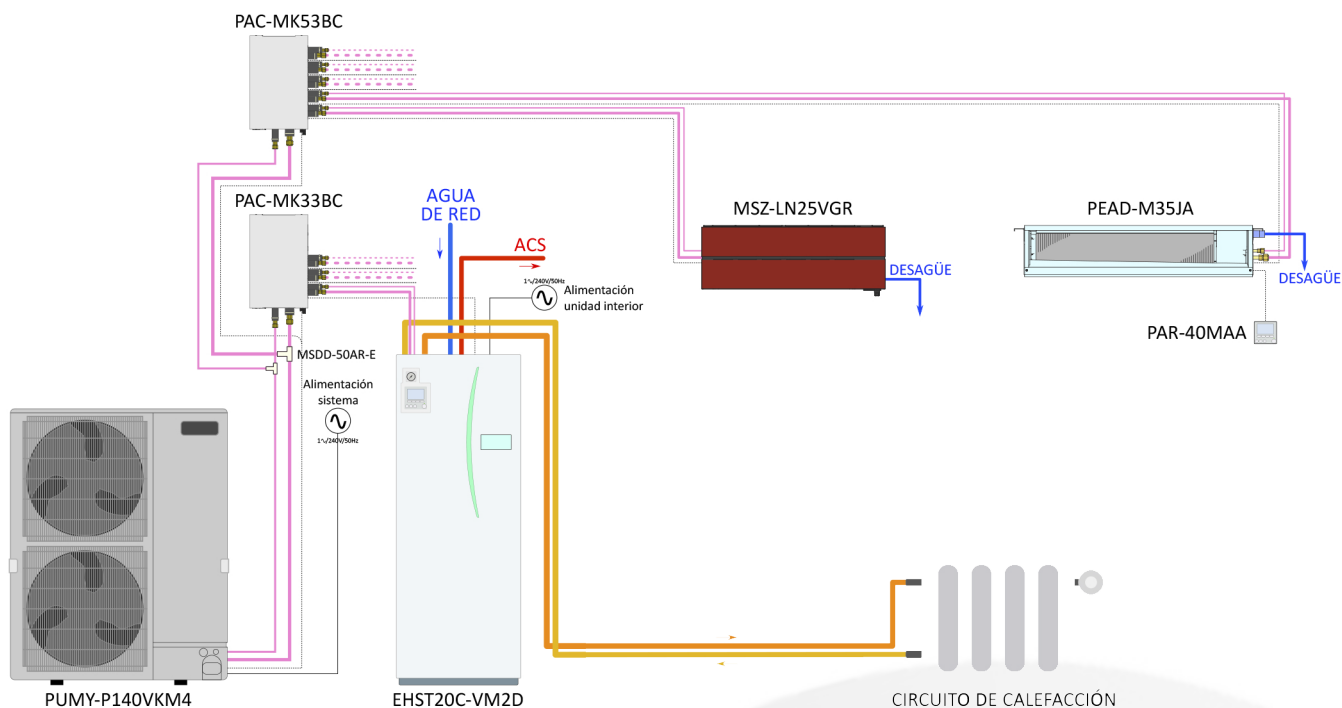 PAC-MK53BC
PAC-MK33BC
AGUA
DE RED
ACS
1∿/240V/50Hz
Alimentación
unidad interior
MSZ-LN25VGR
DESAGÜE
PEAD-M35JA
DESAGÜE
PAR-40MAA
MSDD-50AR-E
Alimentación
sistema
1∿/240V/50Hz
PUMY-P140VKM4
EHST20C-VM2D
CIRCUITO DE CALEFACCIÓN